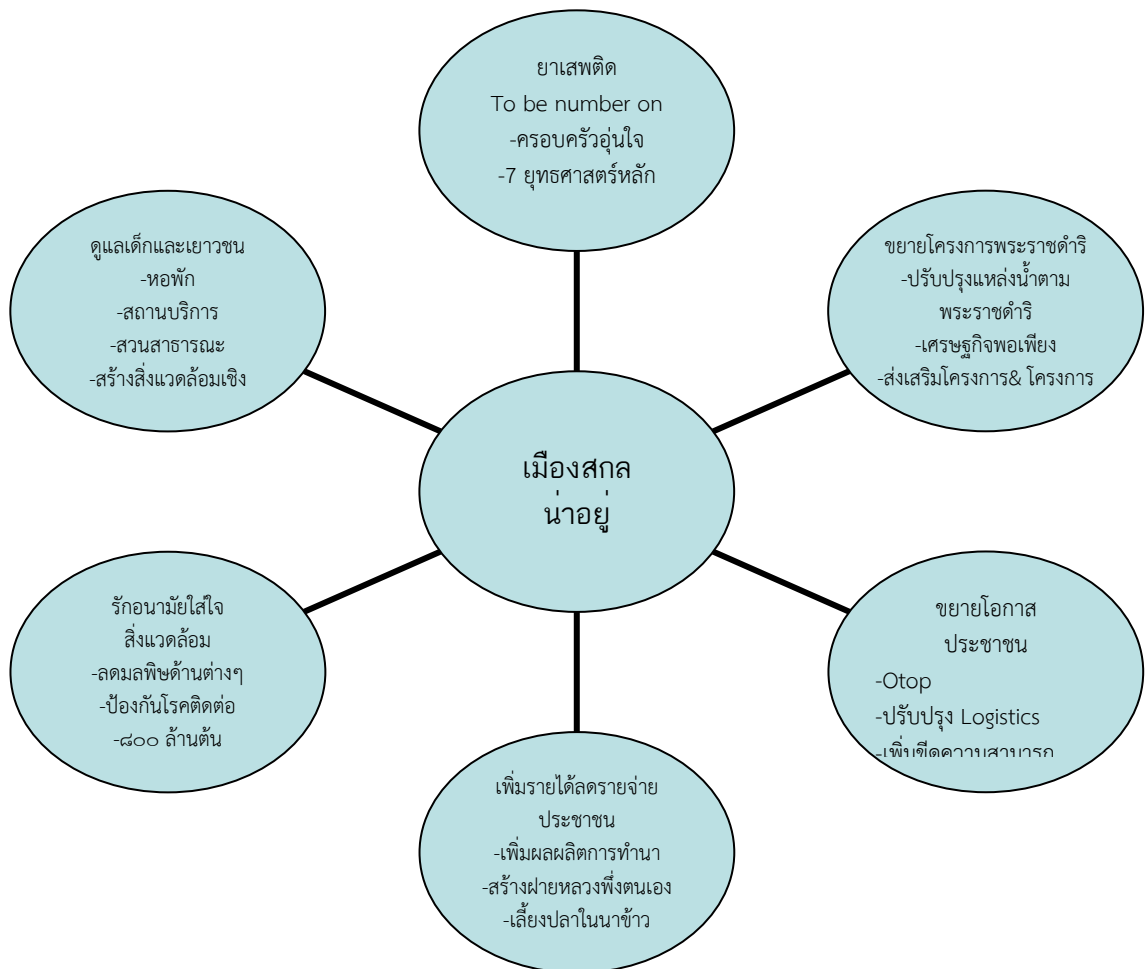 ยาเสพติด
To be number on
-ครอบครัวอุ่นใจ
-7 ยุทธศาสตร์หลัก
ดูแลเด็กและเยาวชน
-หอพัก
-สถานบริการ
-สวนสาธารณะ
-สร้างสิ่งแวดล้อมเชิง
ขยายโครงการพระราชดำริ
-ปรับปรุงแหล่งน้ำตาม
พระราชดำริ
-เศรษฐกิจพอเพียง
-ส่งเสริมโครงการ& โครงการ
เมืองสกล
น่าอยู่
รักอนามัยใส่ใจ
สิ่งแวดล้อม
-ลดมลพิษด้านต่างๆ
-ป้องกันโรคติดต่อ
-๘๐๐ ล้านต้น
ขยายโอกาส
ประชาชน
-Otop
-ปรับปรุง Logistics
-เพิ่มขีดความสามารถ
เพิ่มรายได้ลดรายจ่าย
ประชาชน
-เพิ่มผลผลิตการทำนา
-สร้างฝายหลวงพึ่งตนเอง
-เลี้ยงปลาในนาข้าว